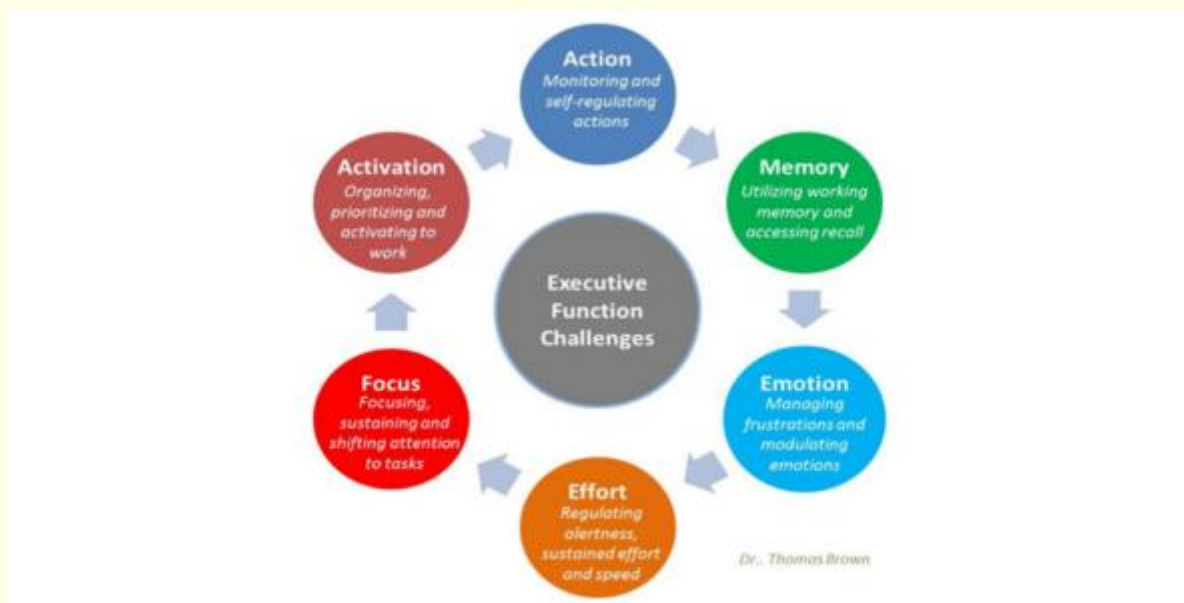 Action
Monitoring and
self-regulating
actions
Memory
Utilizing working
memory and
accessing recall
Emotion
Managing
frustrations and
modulating
emotions
Effort
Regulating
alertness,
sustained effort
and speed
Focus
Focusing,
sustaining and
shifting attention
to tasks
Activation
Organizing,
prioritizing and
activating to
work
Executive
Function
Challenges
Dr., Thomas Brown